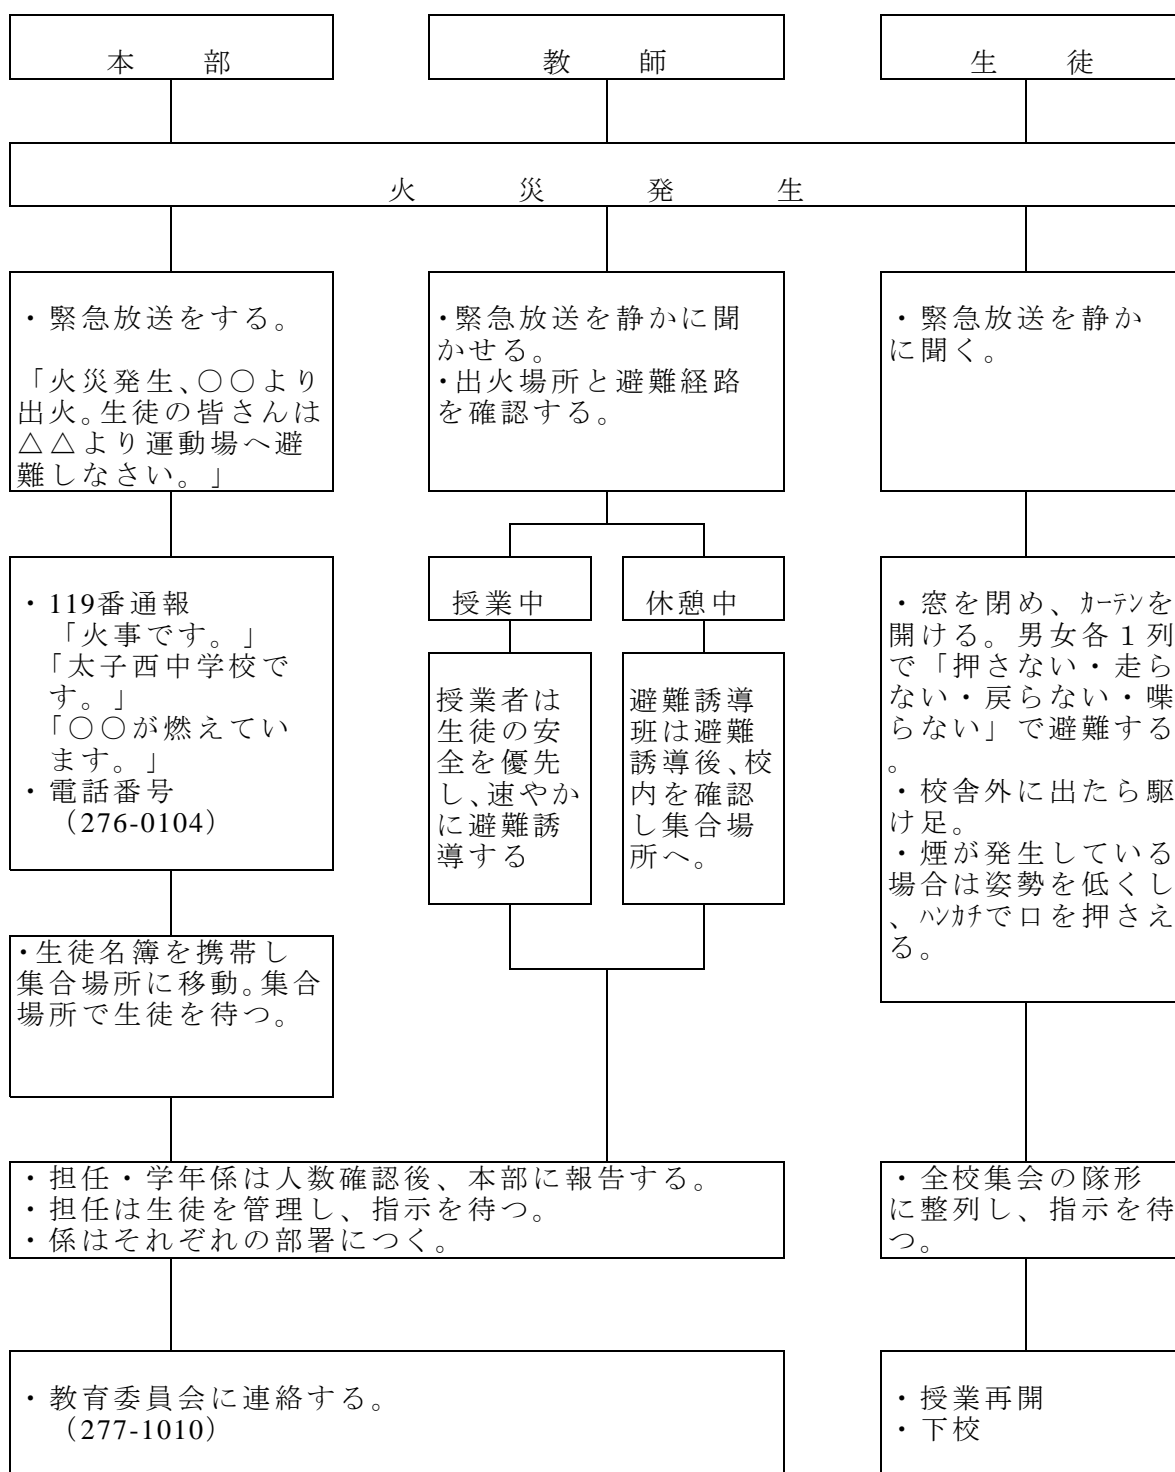 本部
教師
生徒
火災発生
・緊急放送をする。
「火災発生、○○より
出火。生徒の皆さんは
△△より運動場へ避
難しなさい。」
・緊急放送を静かに聞
かせる。
・出火場所と避難経路
を確認する。
・緊急放送を静か
に聞く。
・119番通報
「火事です。」
「太子西中学校で
す。」
「○○が燃えてい
ます。」
・電話番号
(276-0104)
授業中
授業者は
生徒の安
全を優先
し、速やか
に避難誘
導する
休憩中
避難誘導
班は避難
誘導後、校
内を確認
し集合場
所へ。
・窓を閉め、カーテンを
開ける。男女各1列
で「押さない・走ら
ない・戻らない・喋
らない」で避難する
。
・校舎外に出たら駆
け足。
・煙が発生している
場合は姿勢を低くし
、ハンカチで口を押さえ
る。
・生徒名簿を携帯し
集合場所に移動。集合
場所で生徒を待つ。
・担任・学年係は人数確認後、本部に報告する。
・担任は生徒を管理し、指示を待つ。
・係はそれぞれの部署につく。
・全校集会の隊形
に整列し、指示を待
つ。
・教育委員会に連絡する。
(277-1010)
・授業再開
・下校